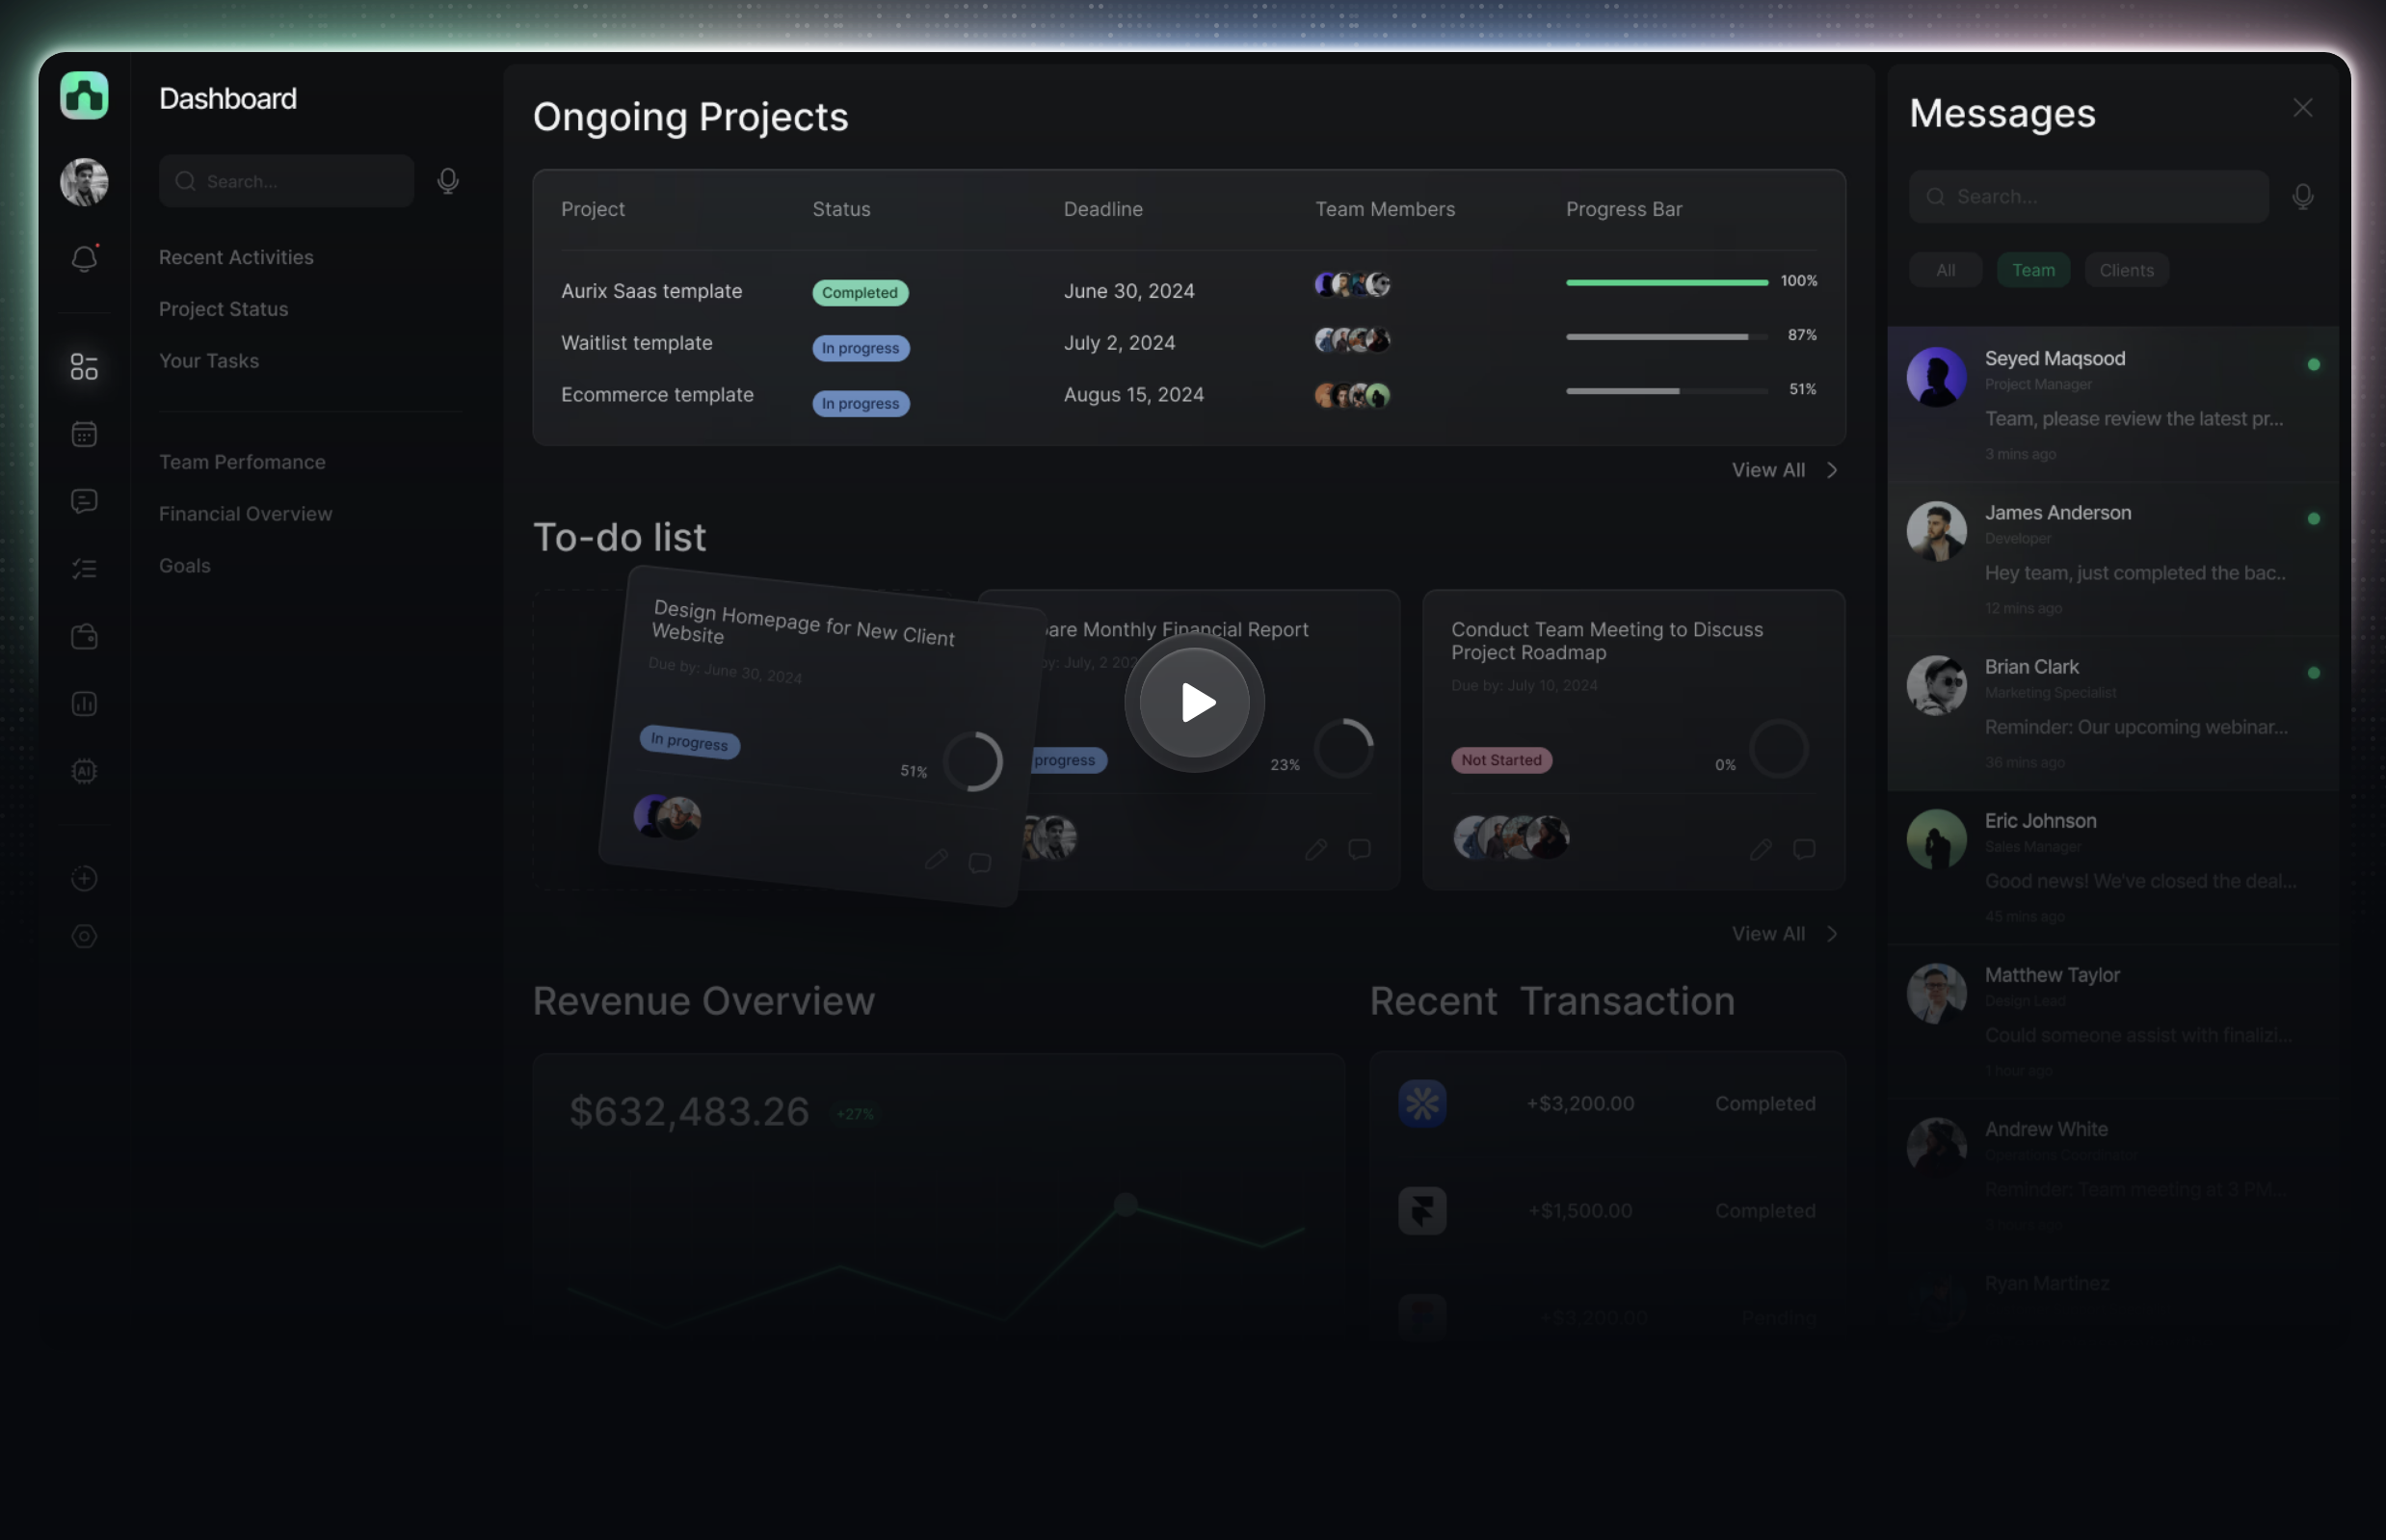 Dashboard
Search...
Recent Activities
Project Status
Your Tasks
Team Perfomance
Financial Overview
Goals
AI
Ongoing Projects
Project Status Deadline Team Members Progress Bar
Aurix Saas template Completed June 30, 2024 100%
Waitlist template In progress July 2, 2024 87%
Ecommerce template In progress Augus 15, 2024 51%
View All
To-do list
Design Homepage for New Client
Website
Due by: June 30, 2024
In progress
51%
are Monthly Financial Report
by: July, 2 202
progress
23%
Conduct Team Meeting to Discuss
Project Roadmap
Due by: July 10, 2024
Not Started
0%
View All
Revenue Overview
$632,483.26 +27%
Recent Transaction
+$3,200.00 Completed
+$1,500.00 Completed
+$3,200.00 Pending
Messages
Search...
All Team Clients
Seyed Maqsood
Project Manager
Team, please review the latest pr...
3 mins ago
James Anderson
Developer
Hey team, just completed the bac..
12 mins ago
Brian Clark
Marketing Specialist
Reminder: Our upcoming webinar...
36 mins ago
Eric Johnson
Sales Manager
Good news! We've closed the deal...
45 mins ago
Matthew Taylor
Design Lead
Could someone assist with finalizi...
1 hour ago
Andrew White
Operations Coordinator
Reminder: Team meeting at 3 PM...
Ryan Martinez